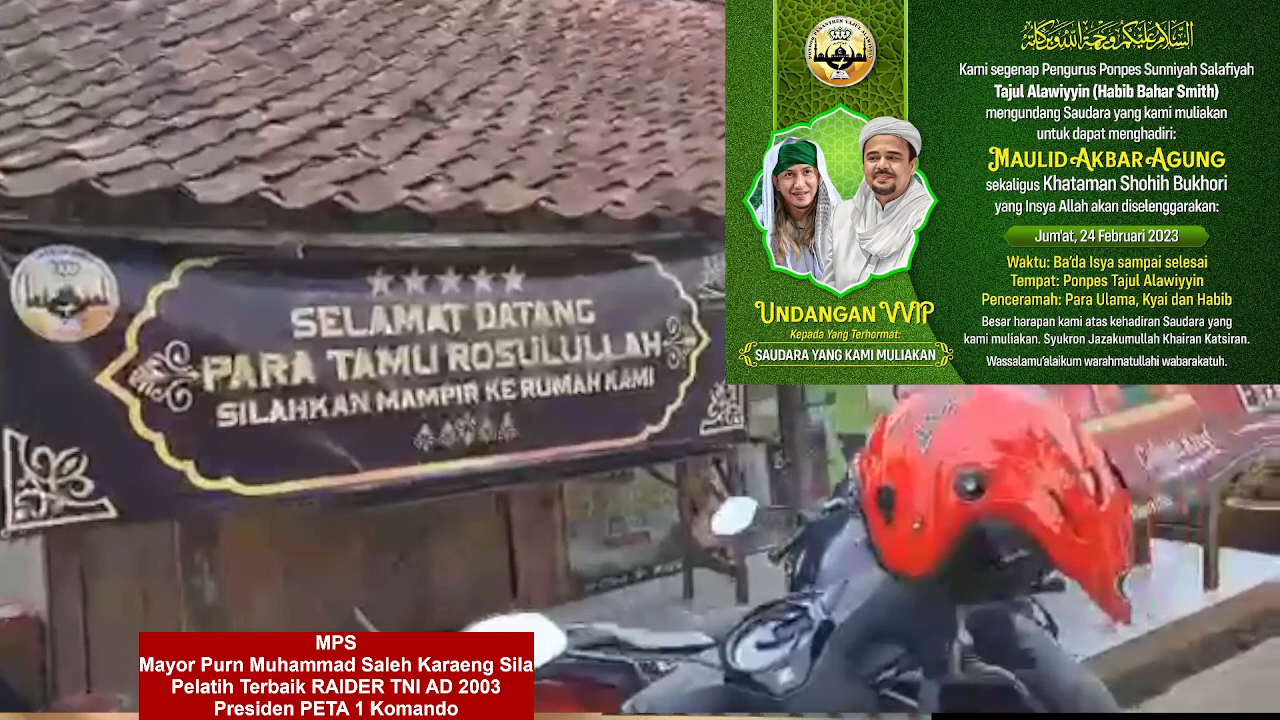 SELAMAT DATANG
PARA TAMU ROSULULLAH
SILAHKAN MAMPIR KE RUMAH KAMI
PONDOK PESANTREN TAJUL ALAWIYYIN
UNDANGAN VVIP
Kepada Yang Terhormat:
SAUDARA YANG KAMI MULIAKAN
السلام عليكم ورحمة الله وبركاته
Kami segenap Pengurus Ponpes Sunniyah Salafiyah
Tajul Alawiyyin (Habib Bahar Smith)
mengundang Saudara yang kami muliakan
untuk dapat menghadiri:
MAULID AKBAR AGUNG
sekaligus Khataman Shohih Bukhori
yang Insya Allah akan diselenggarakan:
Jum'at, 24 Februari 2023
Waktu: Ba'da Isya sampai selesai
Tempat: Ponpes Tajul Alawiyyin
Penceramah: Para Ulama, Kyai dan Habib
Besar harapan kami atas kehadiran Saudara yang
kami muliakan. Syukron Jazakumullah Khairan Katsiran.
Wassalamu'alaikum warahmatullahi wabarakatuh.
MPS
Mayor Purn Muhammad Saleh Karaeng Sila
Pelatih Terbaik RAIDER TNI AD 2003
Presiden PETA 1 Komando